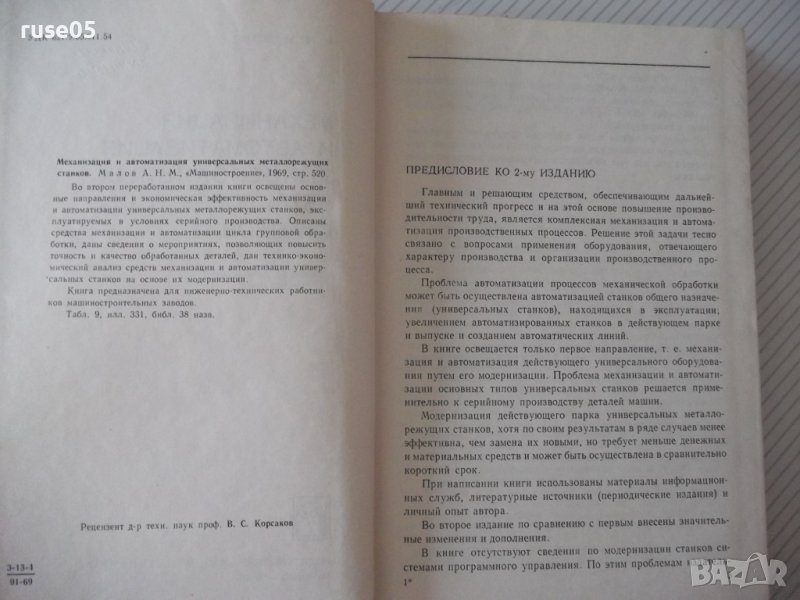 ruse05
54
Механизация и автоматизация универсальных металлорежущих
станков. Малов А. Н. М., «Машиностроение», 1969, стр. 520
Во втором переработанном издании книги освещены основ-
ные направления и экономическая эффективность механизации
и автоматизации универсальных металлорежущих станков, экс-
плуатируемых в условиях серийного производства. Описаны
средства механизации и автоматизации цикла групповой обра-
ботки, даны сведения о мероприятиях, позволяющих повысить
точность и качество обработанных деталей, дан технико-эконо-
мический анализ средств механизации и автоматизации универ-
сальных станков на основе их модернизации.
Книга предназначена для инженерно-технических работни-
ков машиностроительных заводов.
Табл. 9, илл. 331, библ. 38 назв.
Рецензент д-р техн. наук проф. В. С. Корсаков
3-13-1
91-69
ПРЕДИСЛОВИЕ КО 2-му ИЗДАНИЮ
Главным и решающим средством, обеспечивающим дальней-
ший технический прогресс и на этой основе повышение произ-
водительности труда, является комплексная механизация и автома-
тизация производственных процессов. Решение этой задачи тесно
связано с вопросами применения оборудования, отвечающего
характеру производства и организации производственного про-
цесса.
Проблема автоматизации процессов механической обработки
может быть осуществлена автоматизацией станков общего назначе-
ния (универсальных станков), находящихся в эксплуатации;
увеличением автоматизированных станков в действующем парке
и выпуске и созданием автоматических линий.
В книге освещается только первое направление, т. е. механи-
зация и автоматизация действующего универсального оборудова-
нии путем его модернизации. Проблема механизации и автомати-
зации основных типов универсальных станков решается приме-
нительно к серийному производству деталей машин.
Модернизация действующего парка универсальных металло-
режущих станков, хотя по своим результатам в ряде случаев менее
эффективна, чем замена их новыми, но требует меньше денежных
и материальных средств и может быть осуществлена в сравнительно
короткий срок.
При написании книги использованы материалы информацион-
ных служб, литературные источники (периодические издания) и
личный опыт автора.
Во второе издание по сравнению с первым внесены значитель-
ные изменения и дополнения.
В книге отсутствуют сведения по модернизации станков си-
стемами программного управления. По этим проблемам
1*
BAZAR
bg